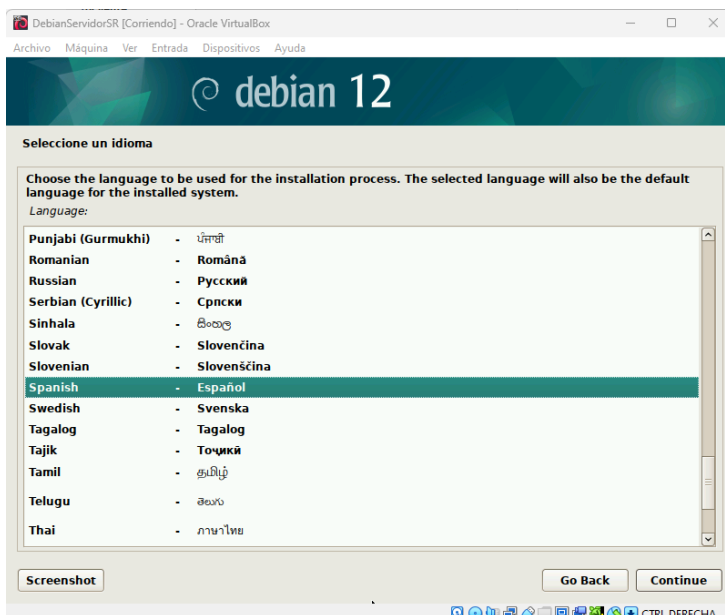 DebianServidorSR [Corriendo] - Oracle VirtualBox
Archivo Máquina Ver Entrada Dispositivos Ayuda
debian 12
Seleccione un idioma
Choose the language to be used for the installation process. The selected language will also be the default
language for the installed system.
Language:
Punjabi (Gurmukhi) - ਪੰਜਾਬੀ
Romanian - Română
Russian - Русский
Serbian (Cyrillic) - Српски
Sinhala - සිංහල
Slovak - Slovenčina
Slovenian - Slovenščina
Spanish - Español
Swedish - Svenska
Tagalog - Tagalog
Tajik - Тоҷикӣ
Tamil - தமிழ்
Telugu - తెలుగు
Thai - ภาษาไทย
Screenshot Go Back Continue
CTRL DERECHA